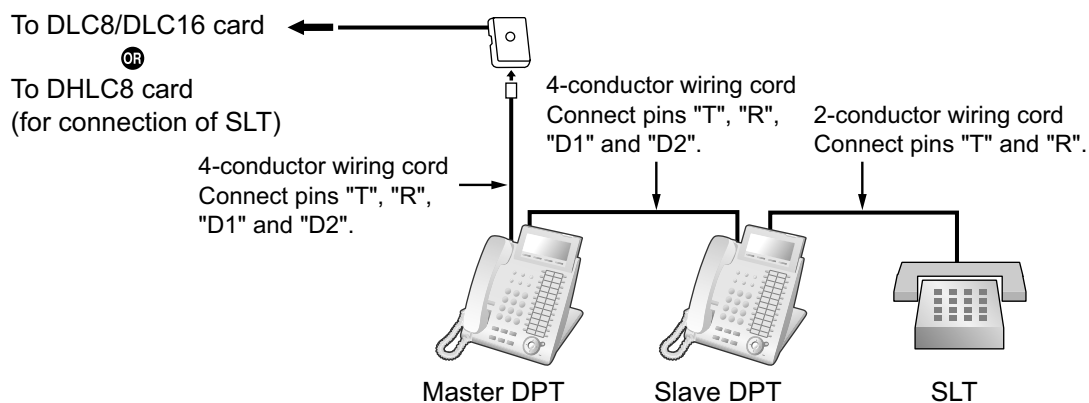 To DLC8/DLC16 card
OR
To DHLC8 card
(for connection of SLT)
4-conductor wiring cord
Connect pins "T", "R",
"D1" and "D2".
4-conductor wiring cord
Connect pins "T", "R",
"D1" and "D2".
2-conductor wiring cord
Connect pins "T" and "R".
Master DPT
Slave DPT
SLT